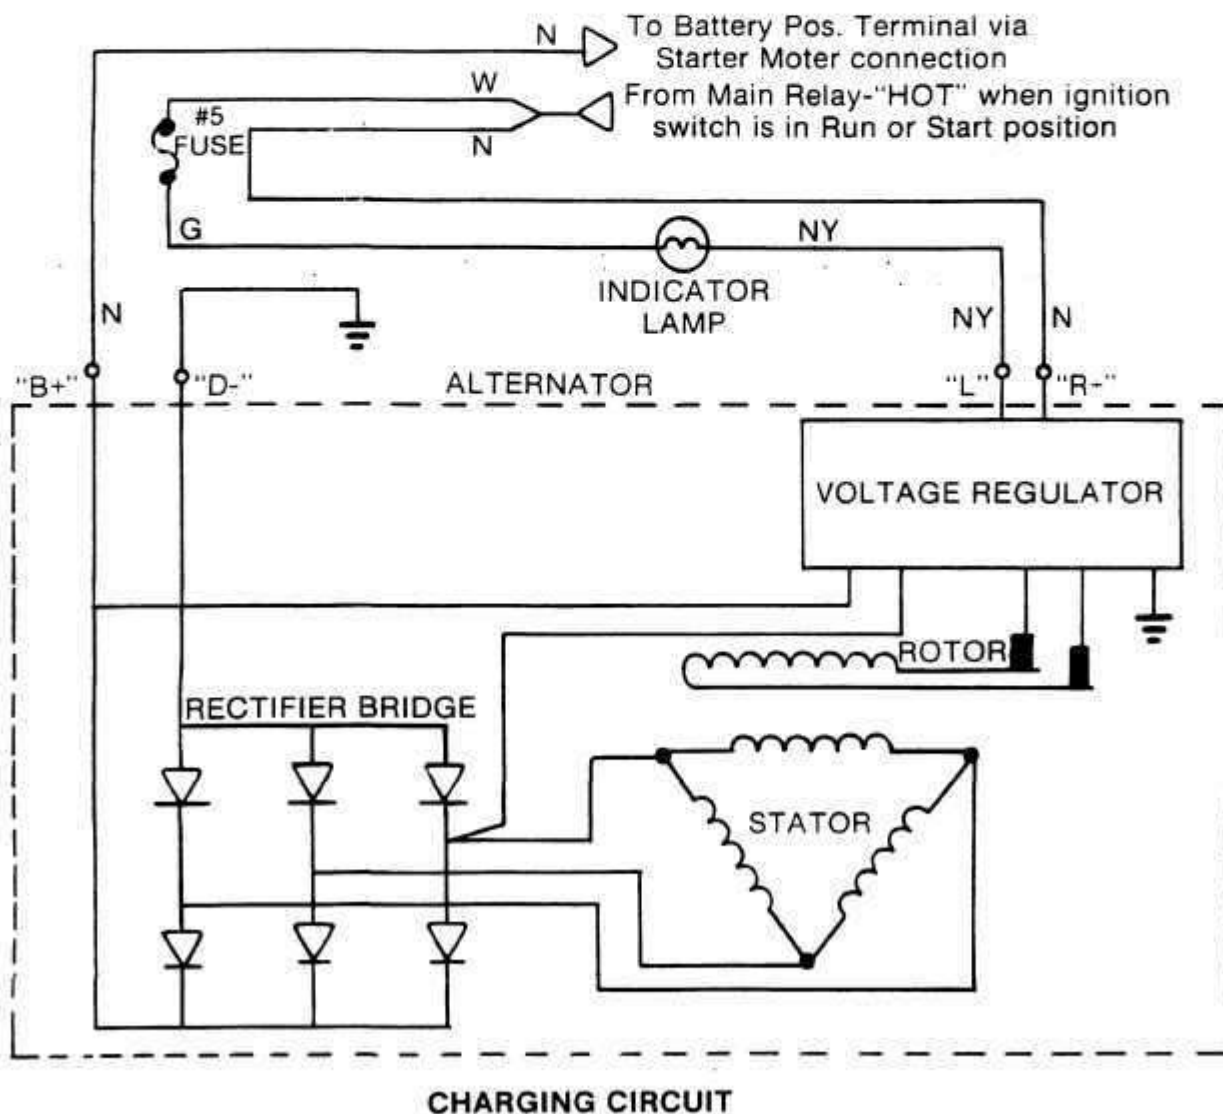 N
To Battery Pos. Terminal via
Starter Moter connection
W
From Main Relay-"HOT" when ignition
switch is in Run or Start position
#5
FUSE
N
G
NY
INDICATOR
LAMP
N
NY
N
"B+"
"D-"
ALTERNATOR
"L"
"R-"
VOLTAGE REGULATOR
ROTOR
RECTIFIER BRIDGE
STATOR
CHARGING CIRCUIT